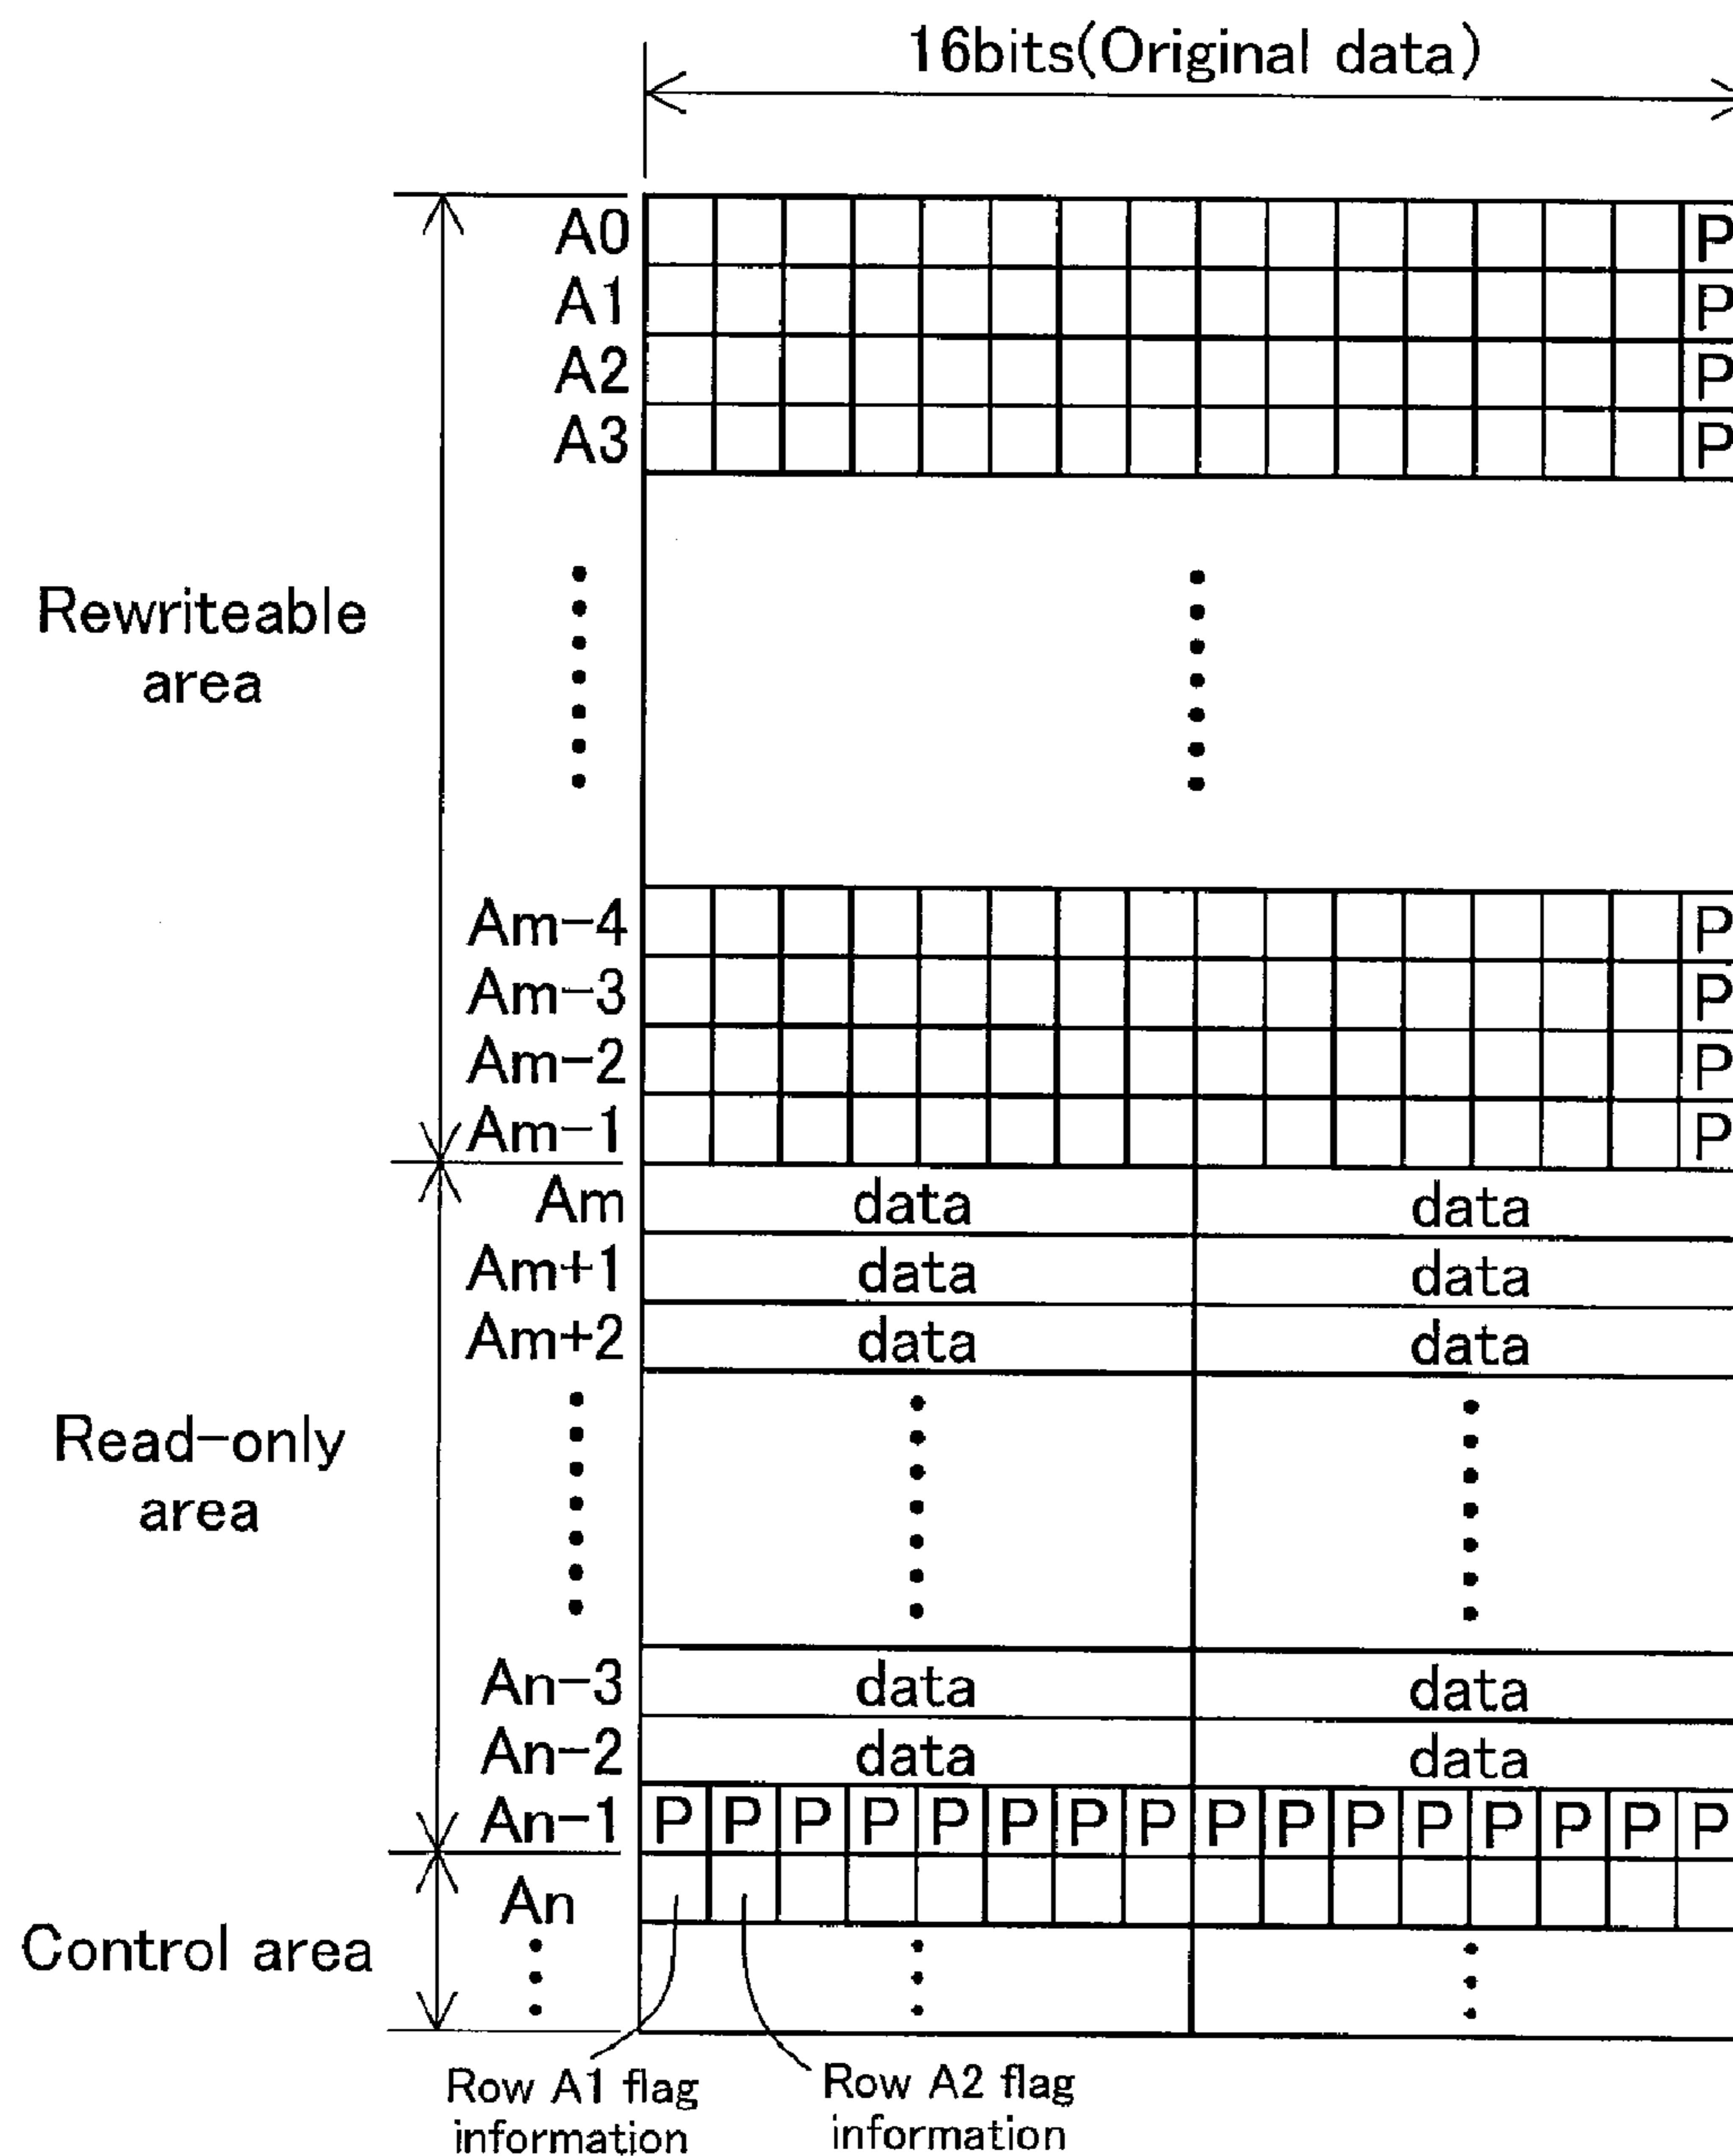 16bits(Original data)
A0 P
A1 P
A2 P
A3 P
Rewriteable
area
Am-4 P
Am-3 P
Am-2 P
Am-1 P
Am data data
Am+1 data data
Am+2 data data
Read-only
area
An-3 data data
An-2 data data
An-1 P P P P P P P P P P P P P P P P
An
Control area
Row A1 flag
information
Row A2 flag
information